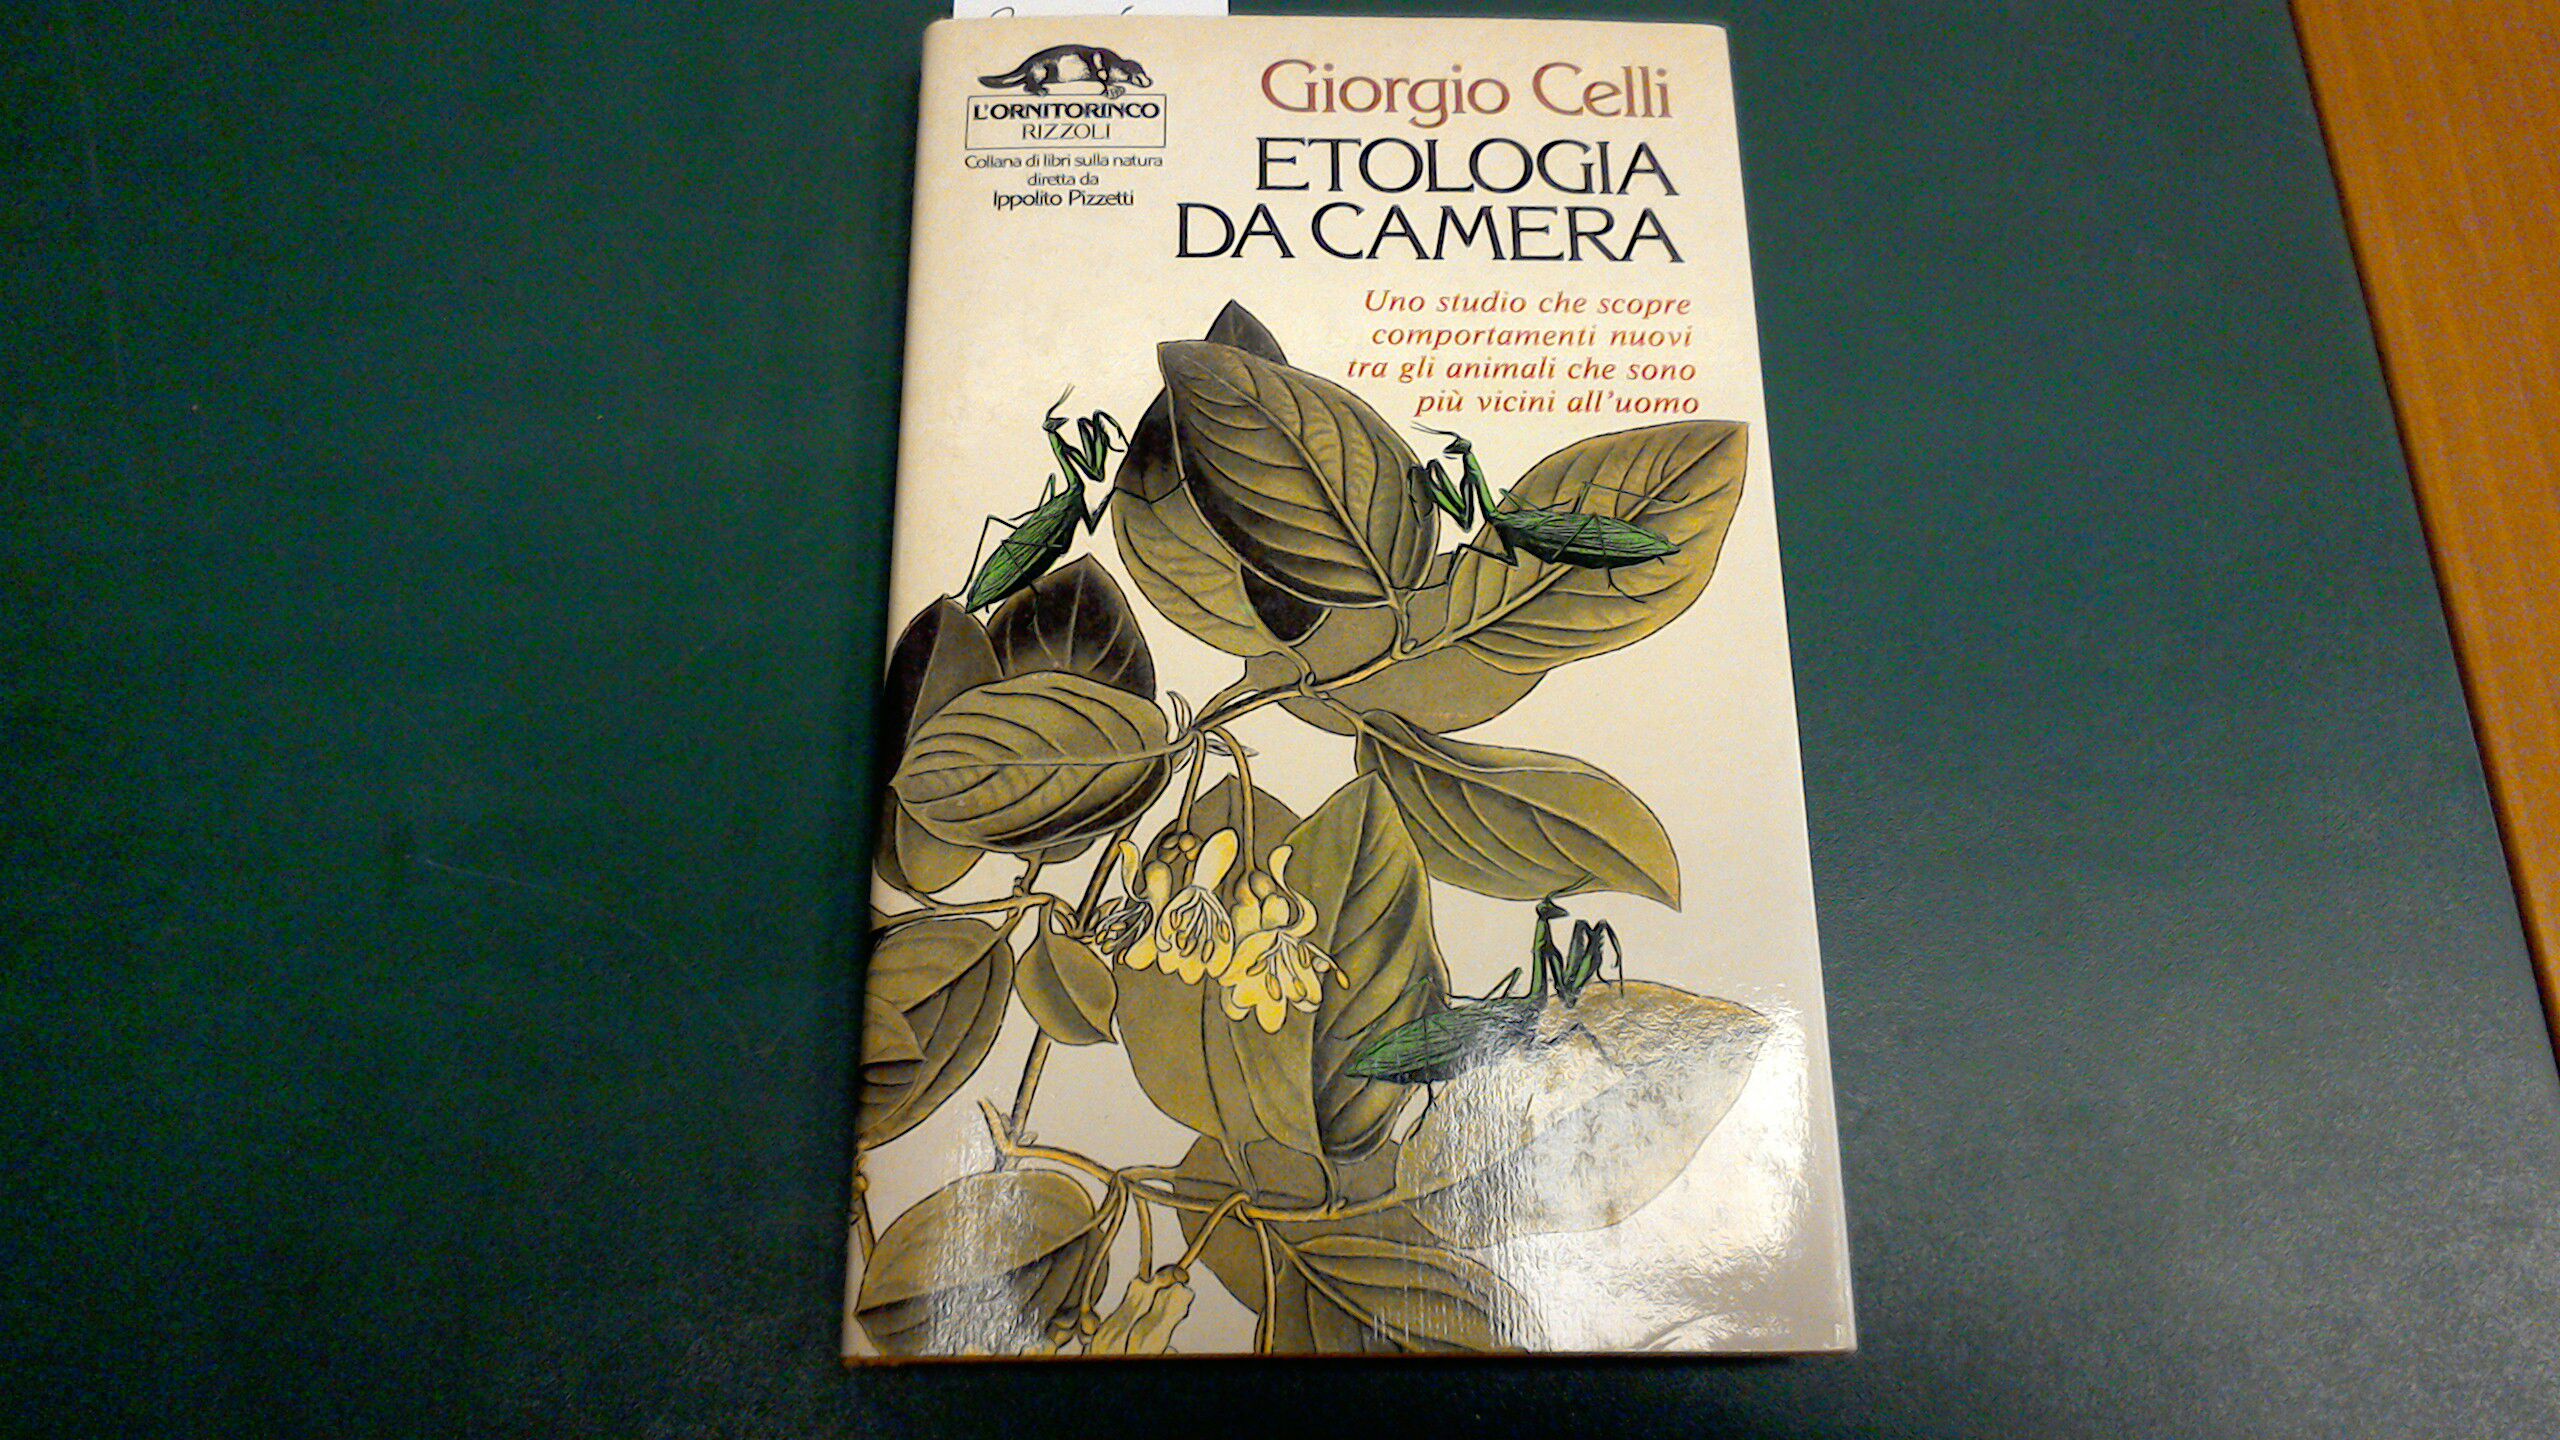 L'ORNITORINCO
RIZZOLI
Collana di libri sulla natura
diretta da
Ippolito Pizzetti
Giorgio Celli
ETOLOGIA
DA CAMERA
Uno studio che scopre
comportamenti nuovi
tra gli animali che sono
più vicini all'uomo